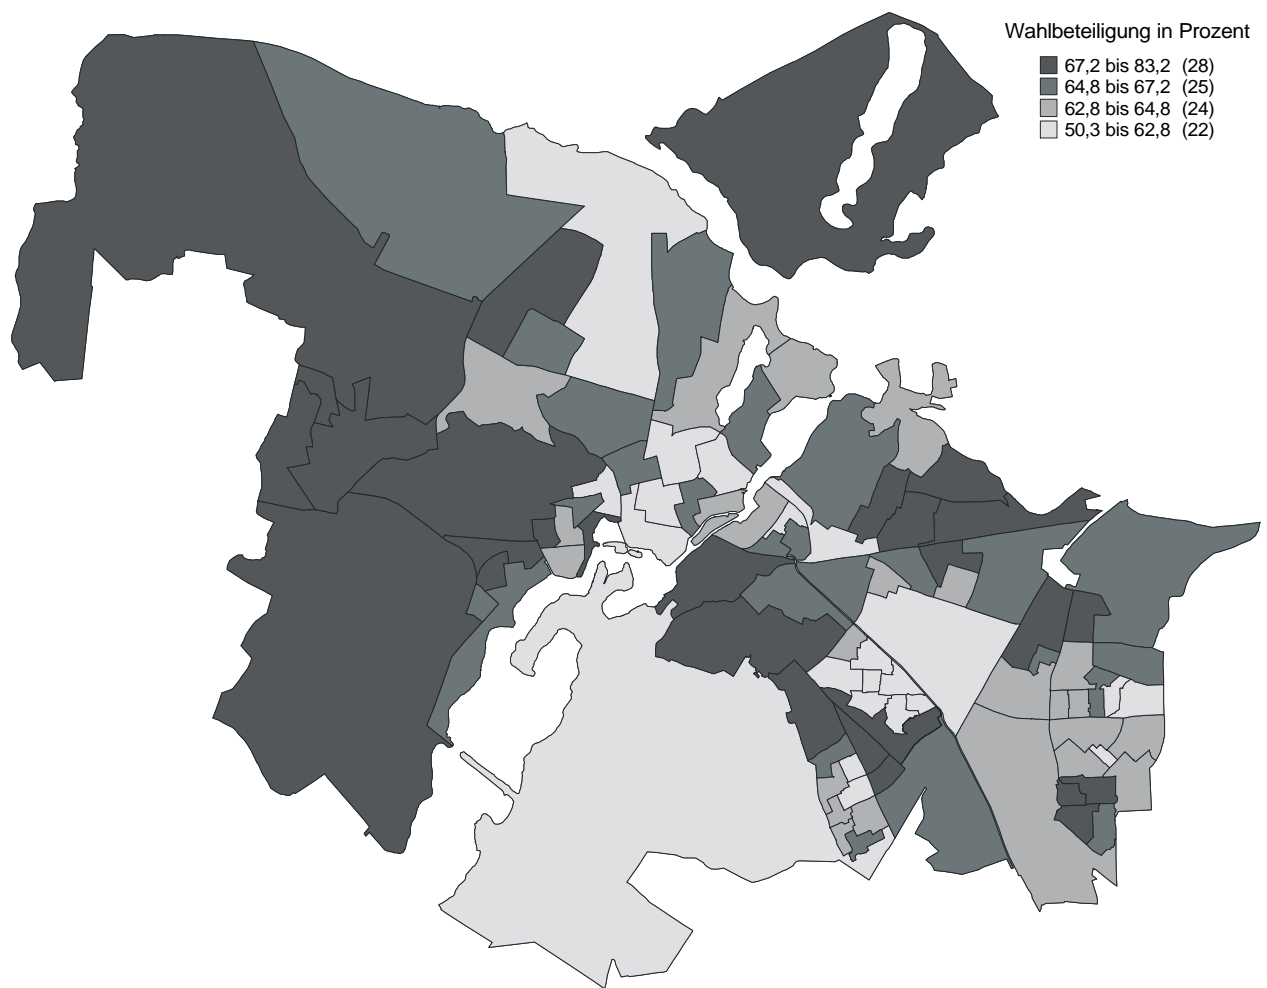 Wahlbeteiligung in Prozent
67,2 bis 83,2 (28)
64,8 bis 67,2 (25)
62,8 bis 64,8 (24)
50,3 bis 62,8 (22)